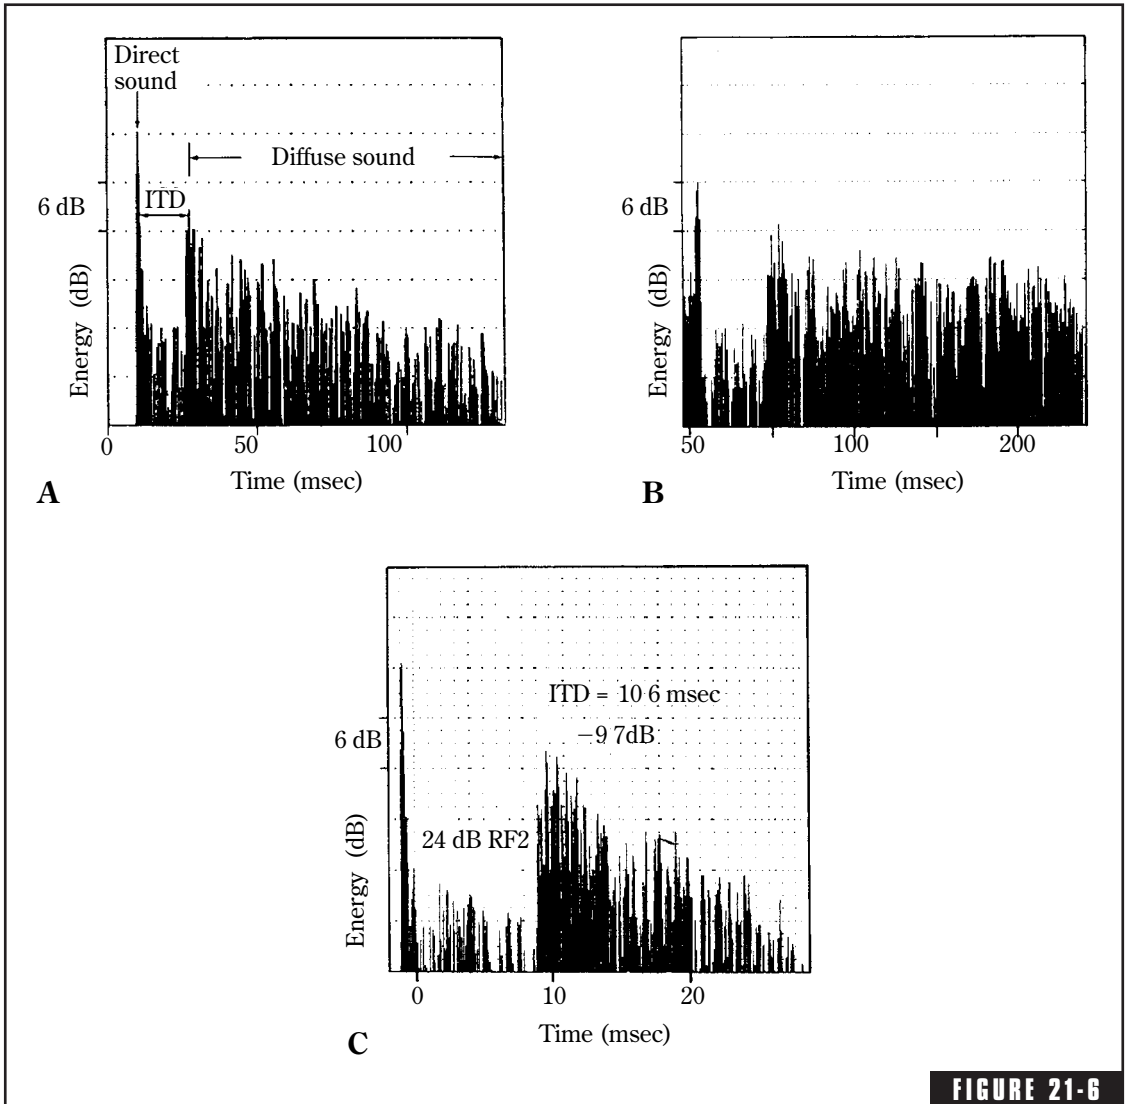 Direct
sound
Diffuse sound
ITD
6 dB
Energy (dB)
0
50
100
Time (msec)
A
6 dB
Energy (dB)
50
100
200
Time (msec)
B
ITD = 10 6 msec
−9 7dB
6 dB
24 dB RF2
Energy (dB)
0
10
20
Time (msec)
C
FIGURE 21-6